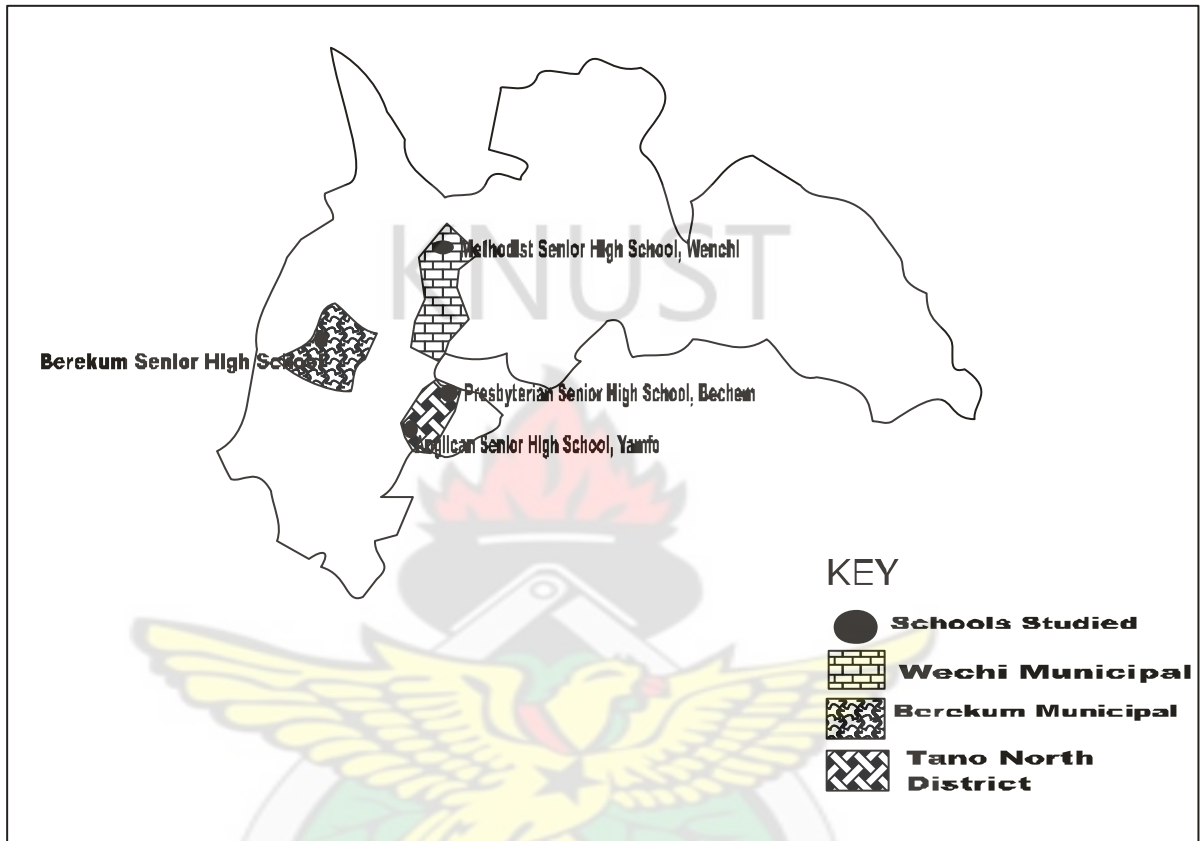 KNUST
Methodist Senior High School, Wenchi
Berekum Senior High School
Presbyterian Senior High School, Bechem
Anglican Senior High School, Yamfo
KEY
Schools Studied
Wechi Municipal
Berekum Municipal
Tano North
District